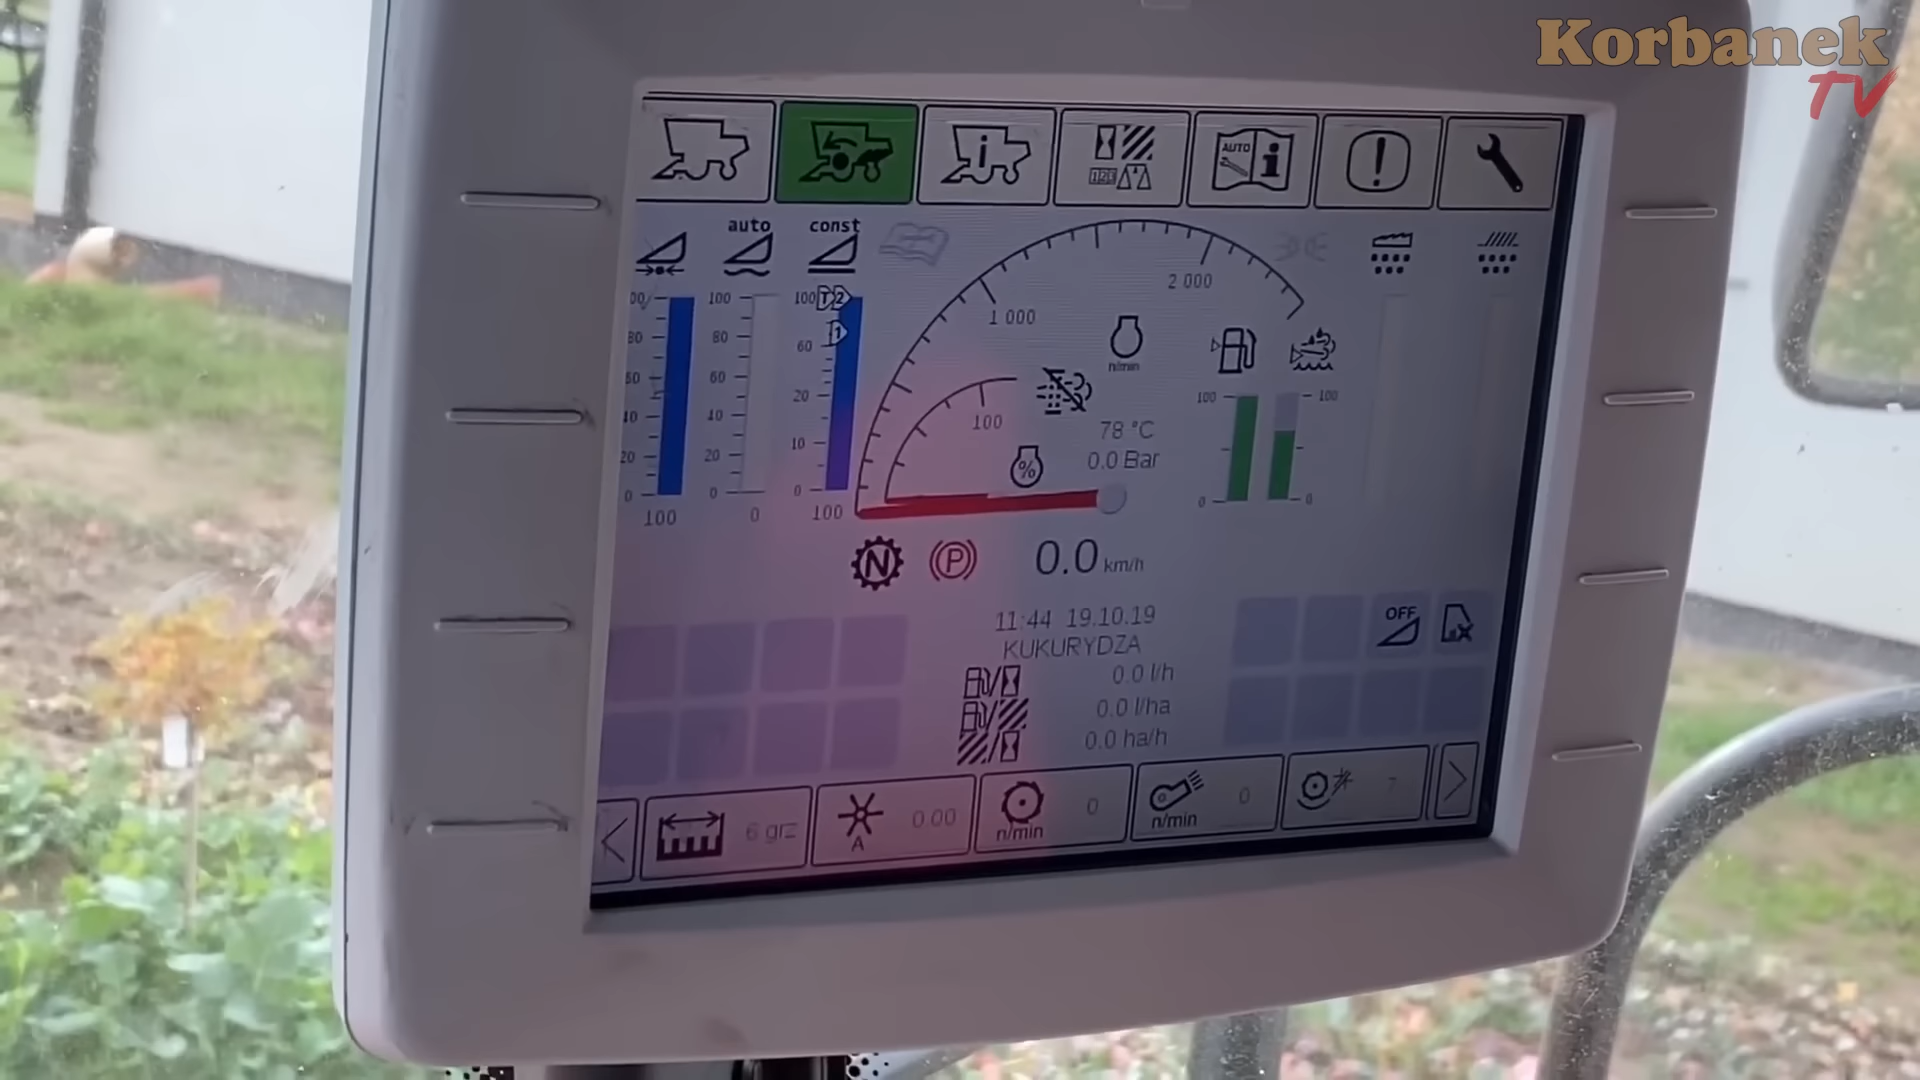 Korbanek
TV
AUTO
auto
const
100
80
60
40
20
0
100
100
80
60
40
20
0
0
100
60
20
10
0
100
T
2
1
1 000
2 000
n/min
100
%
78 °C
0.0 Bar
100
0
100
0
N
P
0.0 km/h
11:44 19.10.19
KUKURYDZA
0.0 l/h
0.0 l/ha
0.0 ha/h
OFF
A
0.00
n/min
0
n/min
0
7